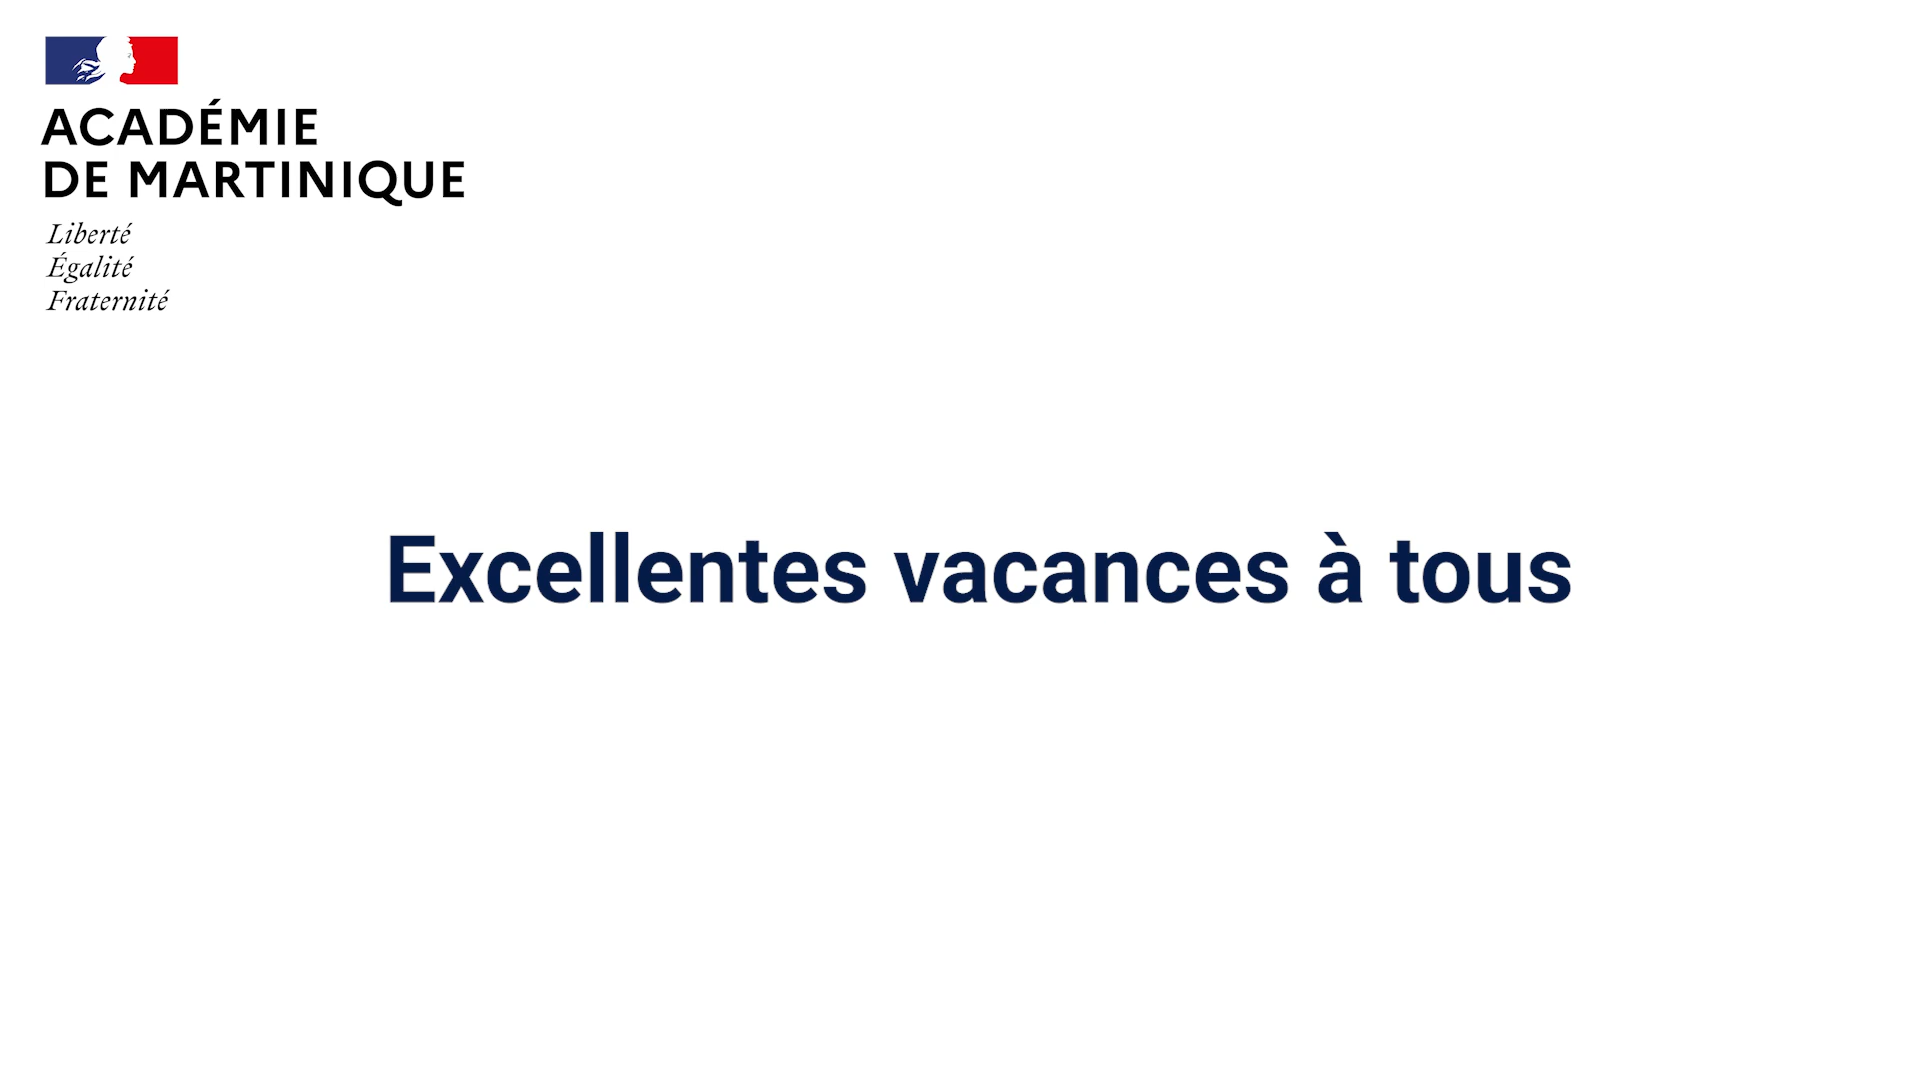 ACADÉMIE
DE MARTINIQUE
Liberté
Égalité
Fraternité
Excellentes vacances à tous